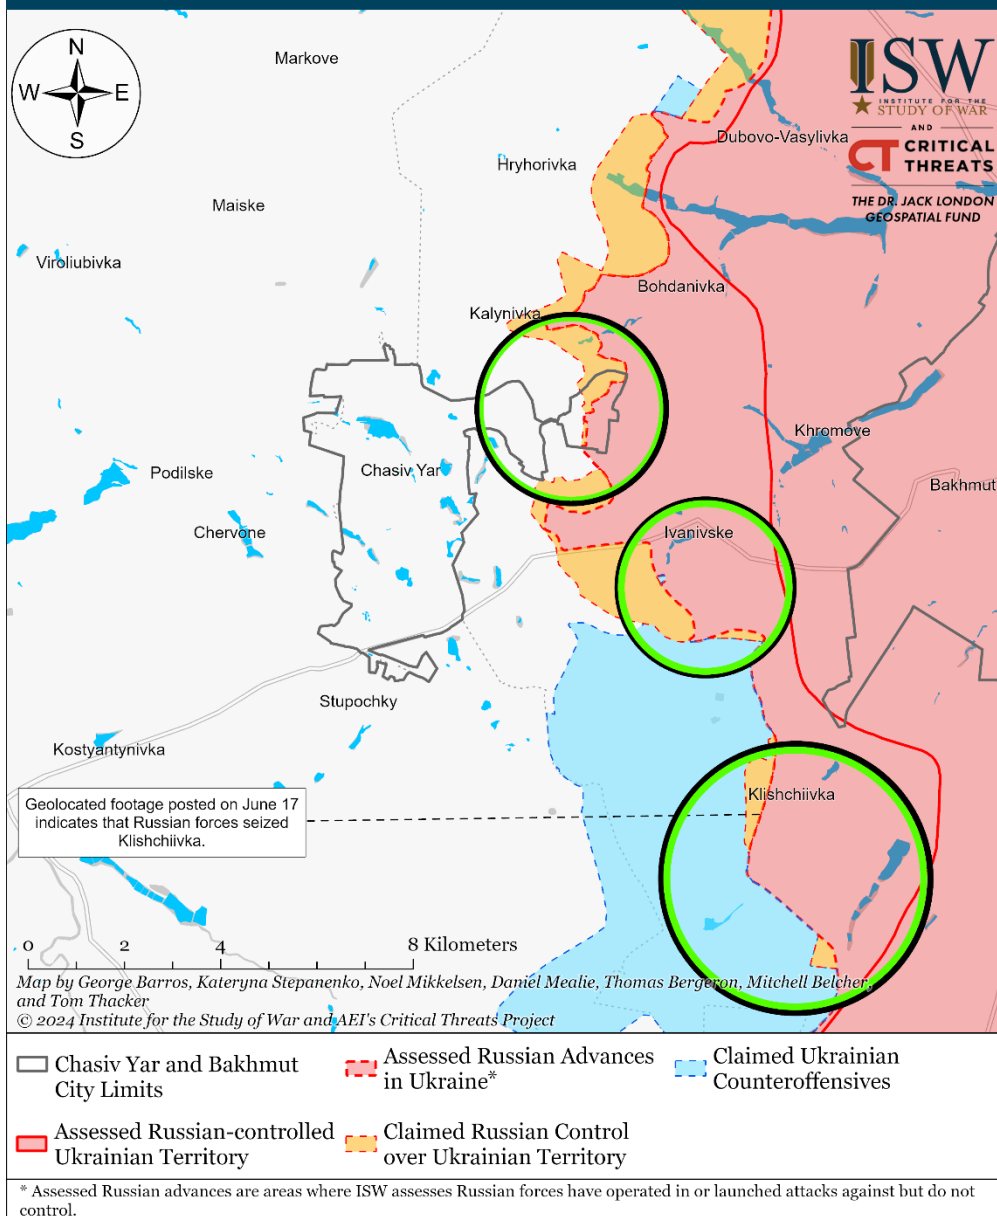 N
W
E
S
Markove
ISW
INSTITUTE FOR THE
STUDY OF WAR
AND
CT CRITICAL
THREATS
THE DR. JACK LONDON
GEOSPATIAL FUND
Dubovo-Vasylivka
Hryhorivka
Maiske
Viroliubivka
Bohdanivka
Kalynivka
Khromove
Chasiv Yar
Podilske
Bakhmut
Chervone
Ivanivske
Stupochky
Kostyantynivka
Klishchiivka
Geolocated footage posted on June 17
indicates that Russian forces seized
Klishchiivka.
0 2 4 8 Kilometers
Map by George Barros, Kateryna Stepanenko, Noel Mikkelsen, Daniel Mealie, Thomas Bergeron, Mitchell Belcher,
and Tom Thacker
© 2024 Institute for the Study of War and AEI's Critical Threats Project
Chasiv Yar and Bakhmut
City Limits
Assessed Russian Advances
in Ukraine*
Claimed Ukrainian
Counteroffensives
Assessed Russian-controlled
Ukrainian Territory
Claimed Russian Control
over Ukrainian Territory
* Assessed Russian advances are areas where ISW assesses Russian forces have operated in or launched attacks against but do not
control.